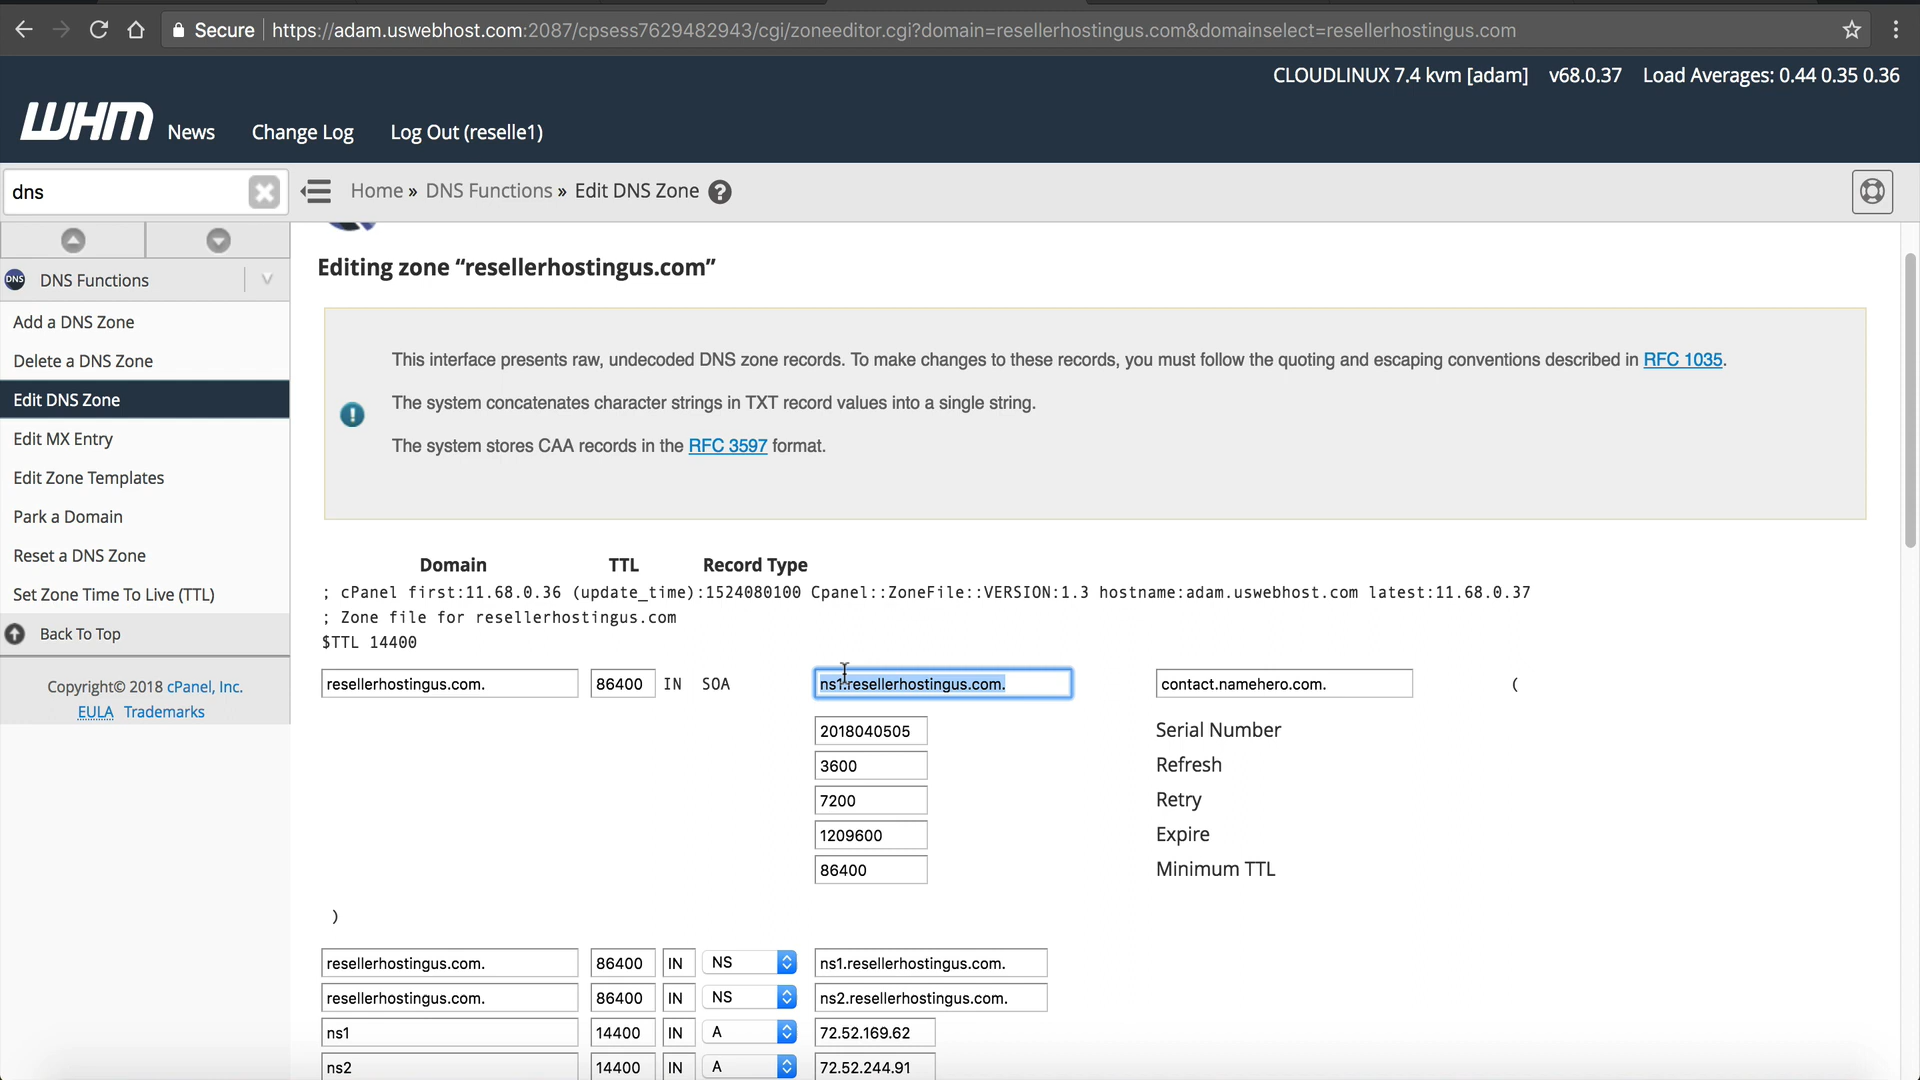 Secure https://adam.uswebhost.com:2087/cpsess7629482943/cgi/zoneeditor.cgi?domain=resellerhostingus.com&domainselect=resellerhostingus.com
CLOUDLINUX 7.4 kvm [adam] v68.0.37 Load Averages: 0.44 0.35 0.36
WHM News Change Log Log Out (reselle1)
dns
Home » DNS Functions » Edit DNS Zone ?
DNS DNS Functions
Add a DNS Zone
Delete a DNS Zone
Edit DNS Zone
Edit MX Entry
Edit Zone Templates
Park a Domain
Reset a DNS Zone
Set Zone Time To Live (TTL)
Back To Top
Copyright© 2018 cPanel, Inc.
EULA Trademarks
Editing zone “resellerhostingus.com”
This interface presents raw, undecoded DNS zone records. To make changes to these records, you must follow the quoting and escaping conventions described in RFC 1035.
The system concatenates character strings in TXT record values into a single string.
The system stores CAA records in the RFC 3597 format.
Domain TTL Record Type
; cPanel first:11.68.0.36 (update_time):1524080100 Cpanel::ZoneFile::VERSION:1.3 hostname:adam.uswebhost.com latest:11.68.0.37
; Zone file for resellerhostingus.com
$TTL 14400
resellerhostingus.com. 86400 IN SOA ns1.resellerhostingus.com. contact.namehero.com. (
2018040505 Serial Number
3600 Refresh
7200 Retry
1209600 Expire
86400 Minimum TTL
)
resellerhostingus.com. 86400 IN NS ns1.resellerhostingus.com.
resellerhostingus.com. 86400 IN NS ns2.resellerhostingus.com.
ns1 14400 IN A 72.52.169.62
ns2 14400 IN A 72.52.244.91